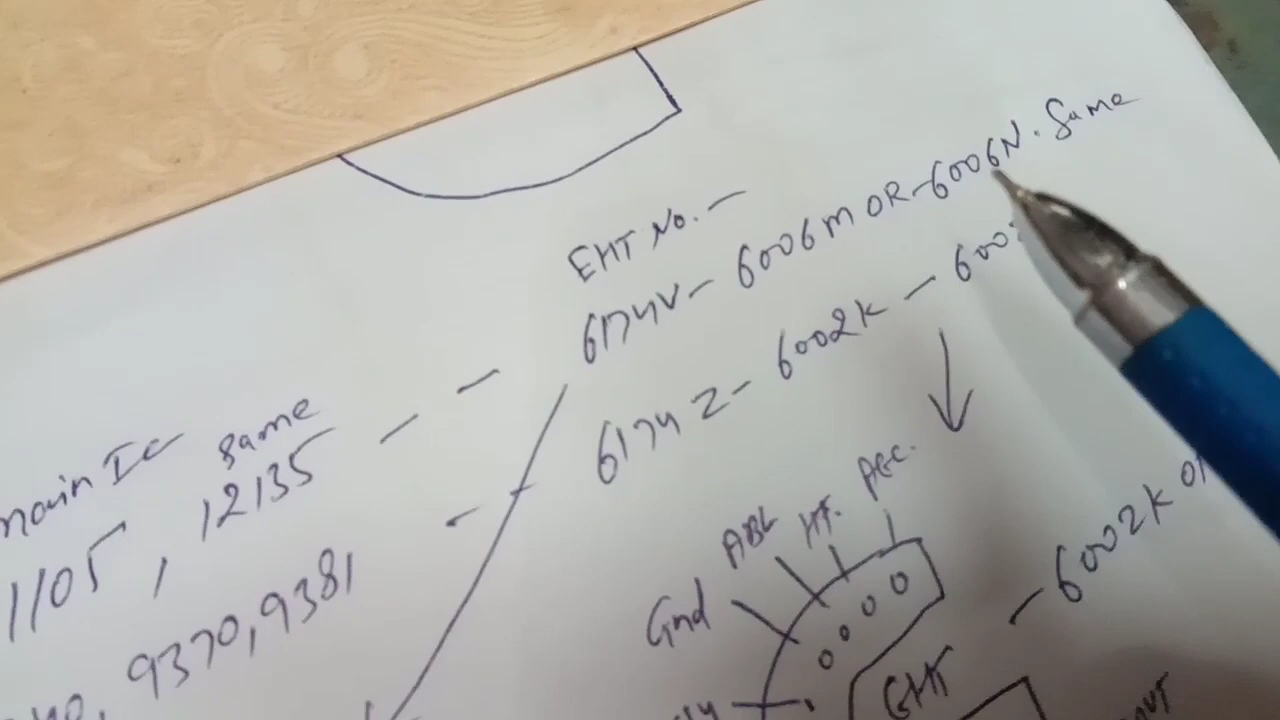 EHT No. -
6174V - 6006M OR - 6006N. Same
6174Z - 6002K - 600
main Ic same
1105, 12135 - -
9370, 9381 - -
AGC.
HT.
ABL
Gnd
EHT
- 6002K